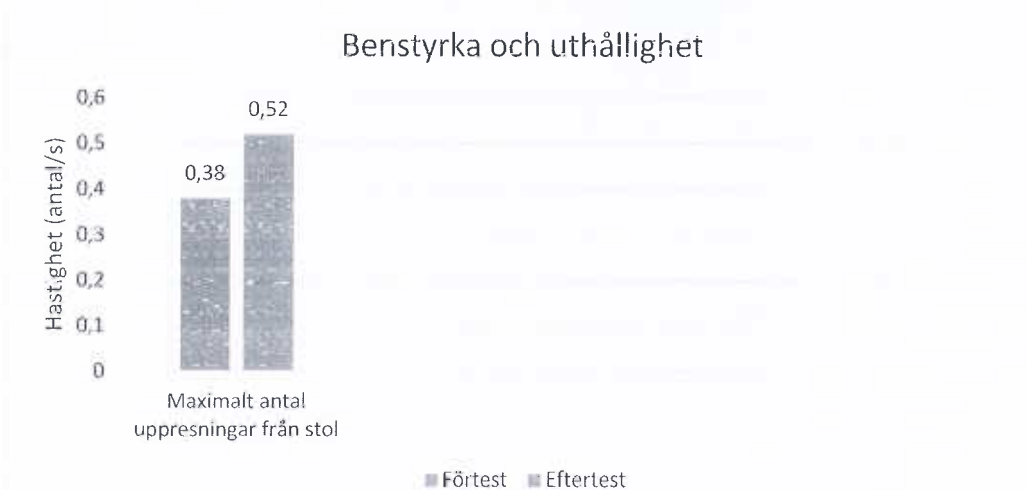 Benstyrka och uthållighet
Hastighet (antal/s)
0,6
0,5
0,4
0,3
0,2
0,1
0
0,38
0,52
Maximalt antal
uppresningar från stol
Förtest Eftertest